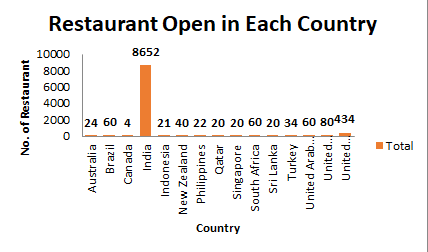 Restaurant Open in Each Country
No. of Restaurant
10000
8000
6000
4000
2000
0
24 60 4 8652 21 40 22 20 20 60 20 34 60 80 434
Australia
Brazil
Canada
India
Indonesia
New Zealand
Philippines
Qatar
Singapore
South Africa
Sri Lanka
Turkey
United Arab...
United...
United...
Total
Country